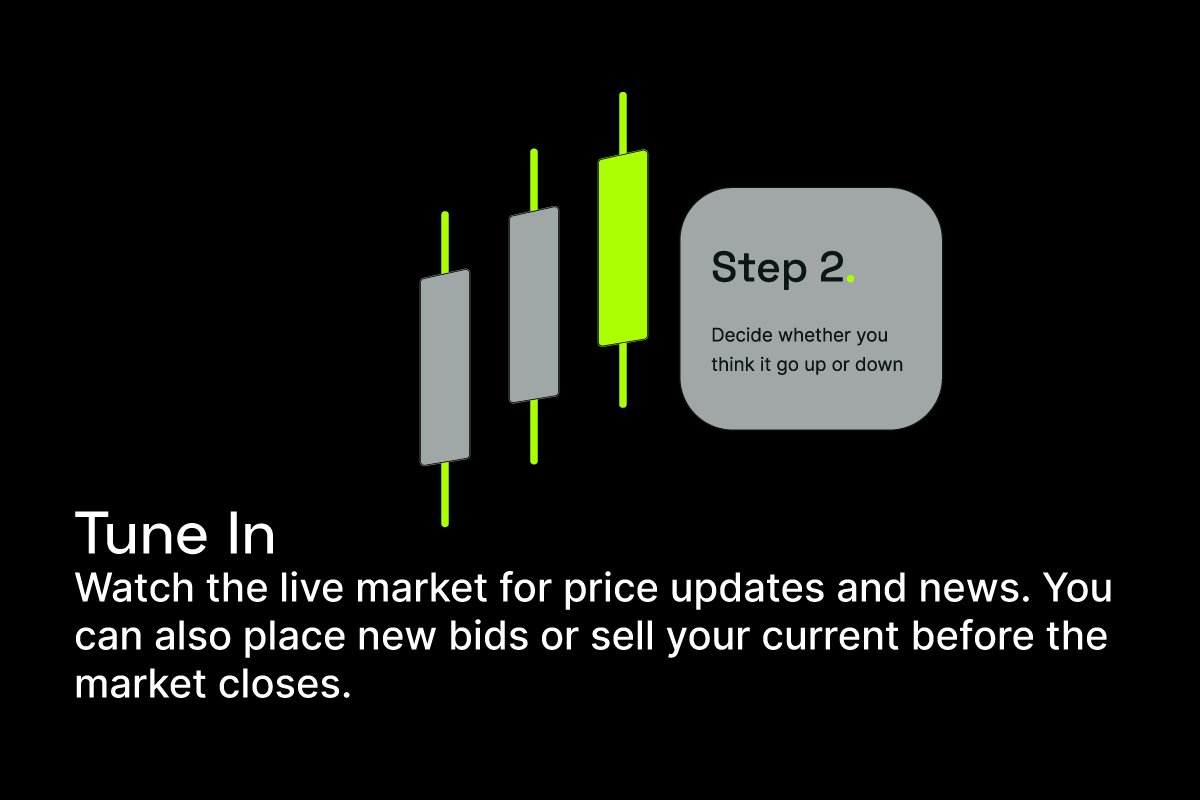 Step 2.
Decide whether you
think it go up or down
Tune In
Watch the live market for price updates and news. You
can also place new bids or sell your current before the
market closes.